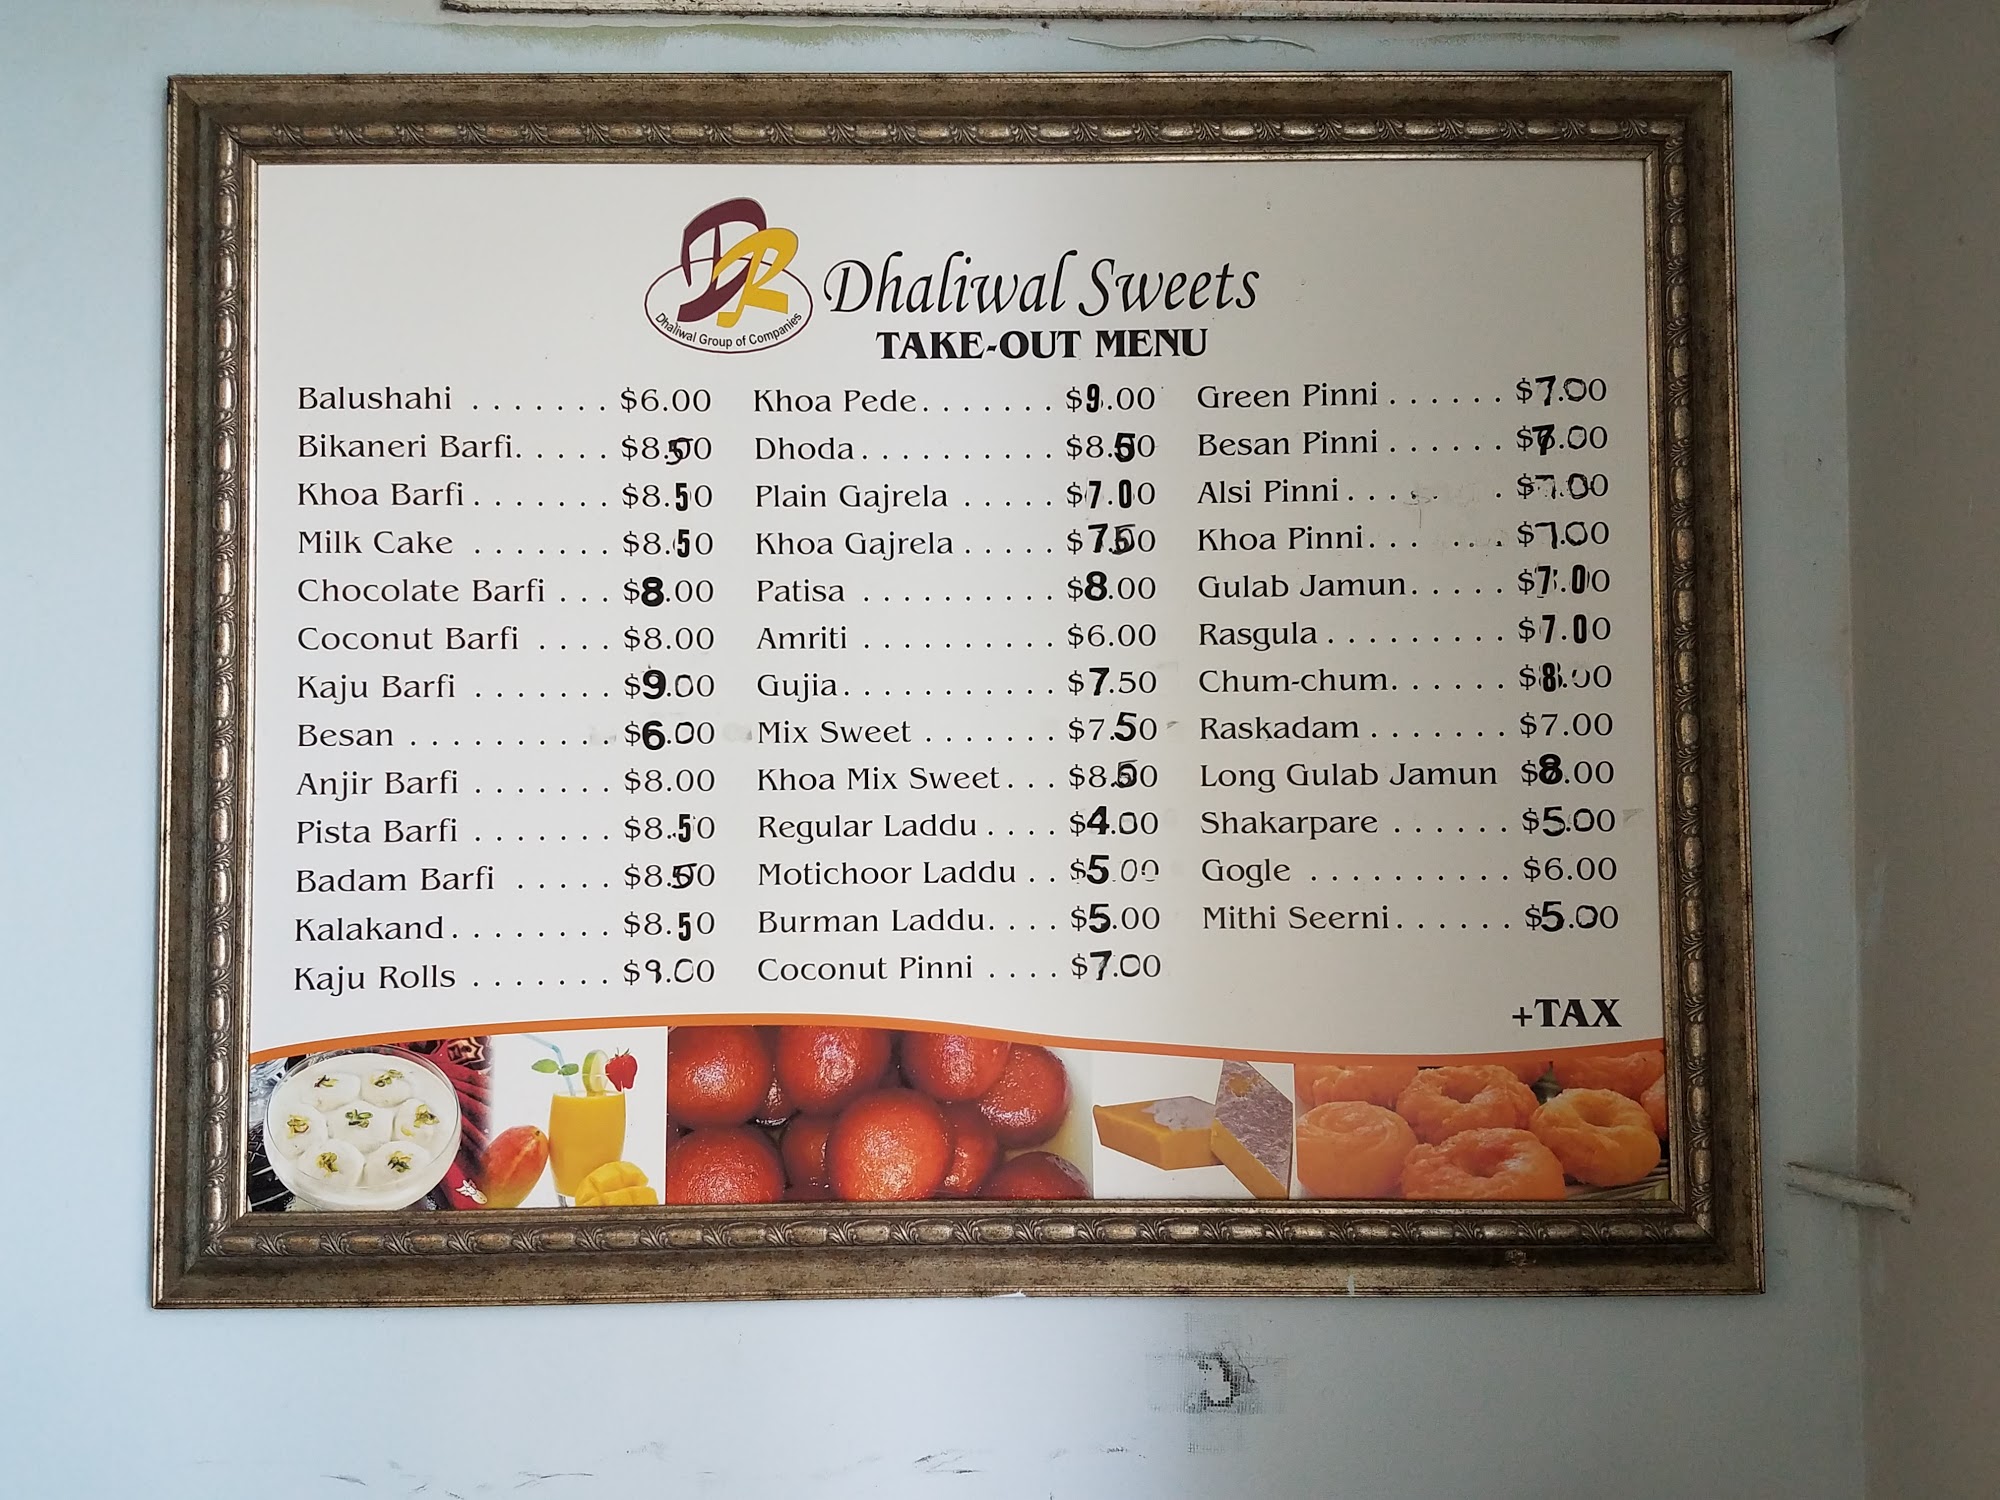 DR
Dhaliwal Group of Companies
Dhaliwal Sweets
TAKE-OUT MENU
Balushahi . . . . . . . $6.00
Bikaneri Barfi. . . . . $8.50
Khoa Barfi . . . . . . . $8.50
Milk Cake . . . . . . . $8.50
Chocolate Barfi . . . $8.00
Coconut Barfi . . . . $8.00
Kaju Barfi . . . . . . . $9.00
Besan . . . . . . . . . . $6.00
Anjir Barfi . . . . . . . $8.00
Pista Barfi . . . . . . . $8.50
Badam Barfi . . . . . $8.50
Kalakand . . . . . . . . $8.50
Kaju Rolls . . . . . . . $9.00
Khoa Pede. . . . . . . $9.00
Dhoda . . . . . . . . . . $8.50
Plain Gajrela . . . . . $7.00
Khoa Gajrela . . . . . $7.50
Patisa . . . . . . . . . . $8.00
Amriti . . . . . . . . . . $6.00
Gujia. . . . . . . . . . . $7.50
Mix Sweet . . . . . . . $7.50
Khoa Mix Sweet. . . $8.50
Regular Laddu . . . . $4.00
Motichoor Laddu . . $5.00
Burman Laddu. . . . $5.00
Coconut Pinni . . . . $7.00
Green Pinni . . . . . . $7.00
Besan Pinni . . . . . . $7.00
Alsi Pinni . . . . . $7.00
Khoa Pinni. . . . . . $7.00
Gulab Jamun. . . . . $7.00
Rasgula . . . . . . . . . $7.00
Chum-chum. . . . . . $8.00
Raskadam . . . . . . . $7.00
Long Gulab Jamun $8.00
Shakarpare . . . . . . $5.00
Gogle . . . . . . . . . . $6.00
Mithi Seerni . . . . . . $5.00
+TAX